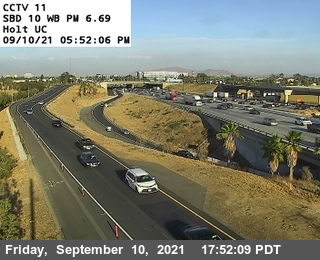 CCTV 11
SBD 10 WB PM 6.69
Holt UC
09/10/21 05:52:06 PM
Friday, September 10, 2021 17:52:09 PDT